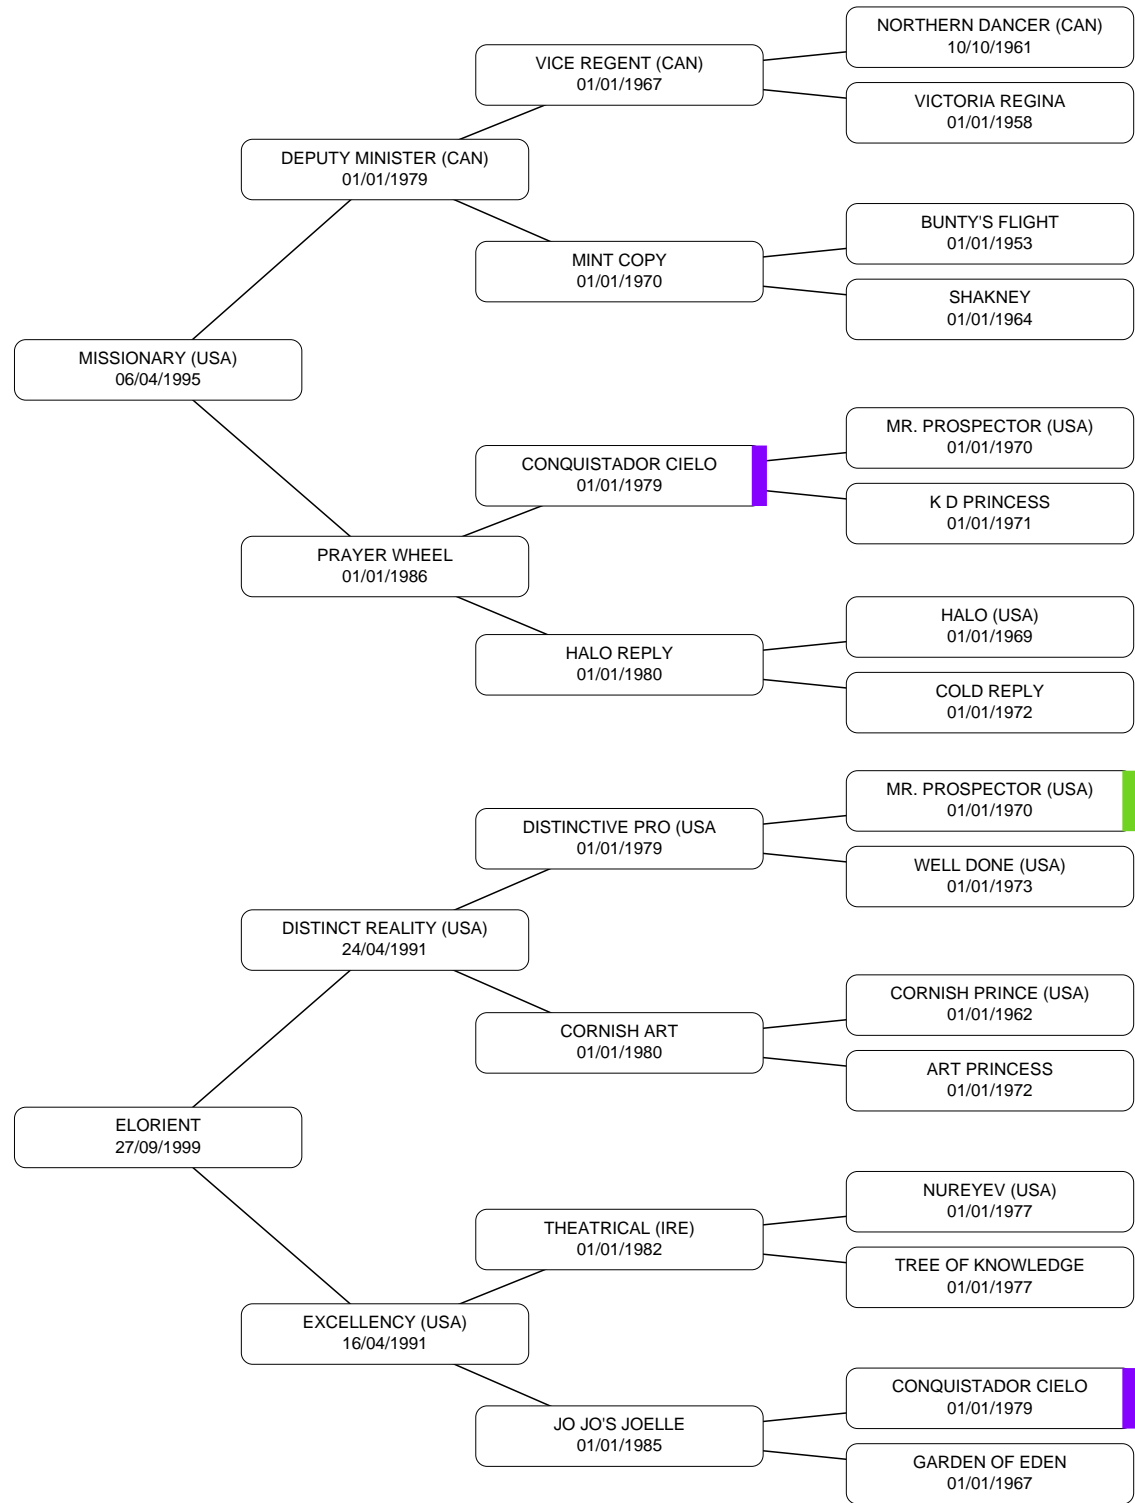 NORTHERN DANCER (CAN)
10/10/1961
VICE REGENT (CAN)
01/01/1967
VICTORIA REGINA
01/01/1958
DEPUTY MINISTER (CAN)
01/01/1979
BUNTY'S FLIGHT
01/01/1953
MINT COPY
01/01/1970
SHAKNEY
01/01/1964
MISSIONARY (USA)
06/04/1995
MR. PROSPECTOR (USA)
01/01/1970
CONQUISTADOR CIELO
01/01/1979
K D PRINCESS
01/01/1971
PRAYER WHEEL
01/01/1986
HALO (USA)
01/01/1969
HALO REPLY
01/01/1980
COLD REPLY
01/01/1972
MR. PROSPECTOR (USA)
01/01/1970
DISTINCTIVE PRO (USA
01/01/1979
WELL DONE (USA)
01/01/1973
DISTINCT REALITY (USA)
24/04/1991
CORNISH PRINCE (USA)
01/01/1962
CORNISH ART
01/01/1980
ART PRINCESS
01/01/1972
ELORIENT
27/09/1999
NUREYEV (USA)
01/01/1977
THEATRICAL (IRE)
01/01/1982
TREE OF KNOWLEDGE
01/01/1977
EXCELLENCY (USA)
16/04/1991
CONQUISTADOR CIELO
01/01/1979
JO JO'S JOELLE
01/01/1985
GARDEN OF EDEN
01/01/1967